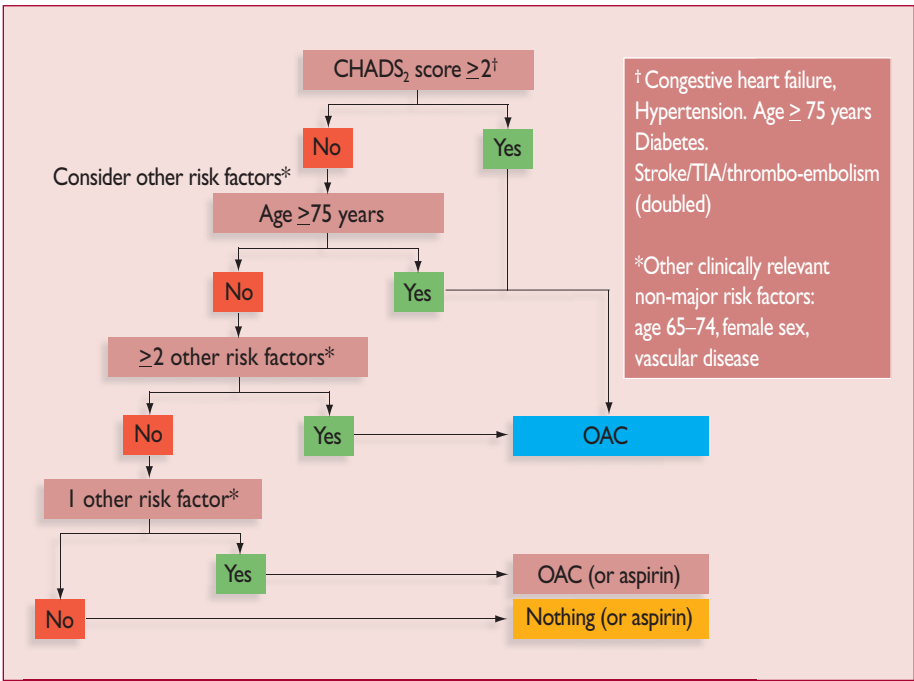 CHADS₂ score ≥2†
No
Yes
Consider other risk factors*
Age ≥75 years
No
Yes
≥2 other risk factors*
No
Yes
OAC
1 other risk factor*
Yes
OAC (or aspirin)
No
Nothing (or aspirin)
† Congestive heart failure,
Hypertension. Age ≥ 75 years
Diabetes.
Stroke/TIA/thrombo-embolism
(doubled)
*Other clinically relevant
non-major risk factors:
age 65–74, female sex,
vascular disease